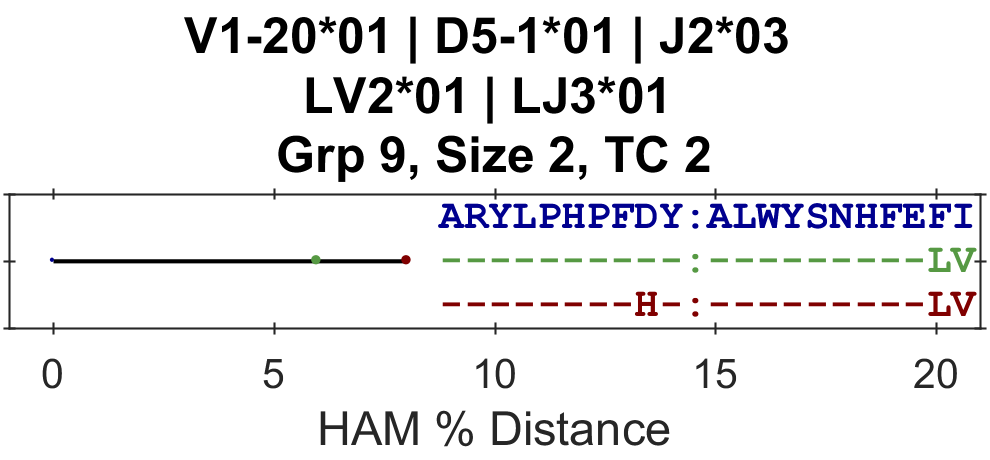 V1-20*01 | D5-1*01 | J2*03
LV2*01 | LJ3*01
Grp 9, Size 2, TC 2
ARYLPHPFDY:ALWYSNHFEFI
----------:---------LV
--------H-:---------LV
0 5 10 15 20
HAM % Distance